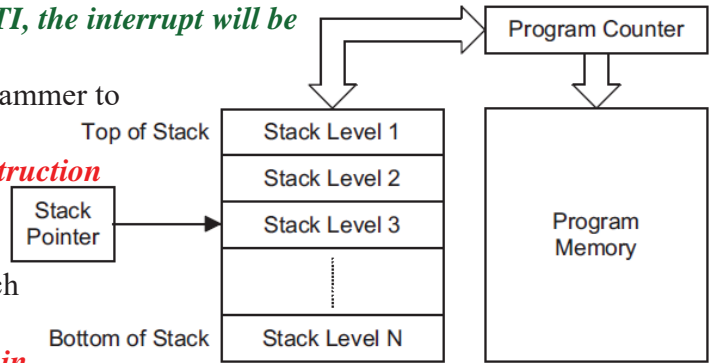 TI, the interrupt will be
Program Counter
ammer to
Top of Stack
Stack Level 1
truction
Stack Level 2
Stack Pointer
Stack Level 3
Program
Memory
ch
Bottom of Stack
Stack Level N
in